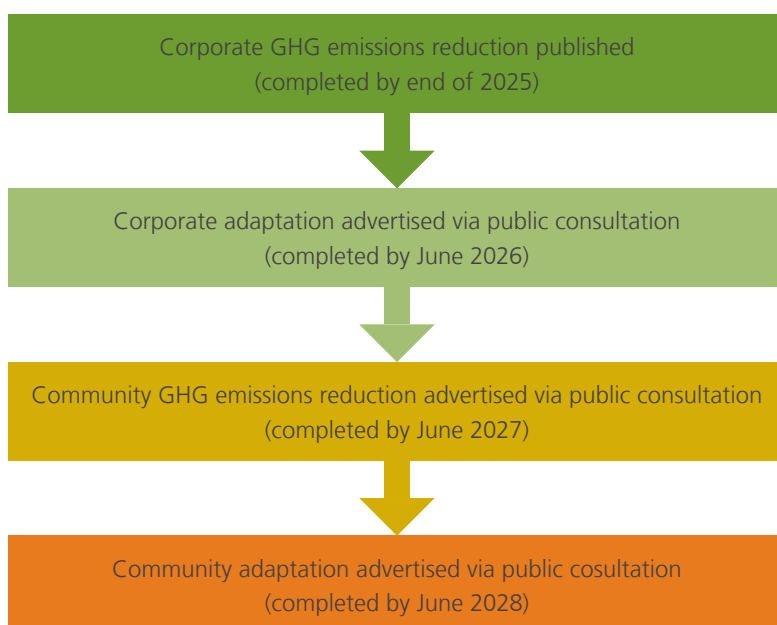 Corporate GHG emissions reduction published
(completed by end of 2025)
Corporate adaptation advertised via public consultation
(completed by June 2026)
Community GHG emissions reduction advertised via public consultation
(completed by June 2027)
Community adaptation advertised via public cosultation
(completed by June 2028)